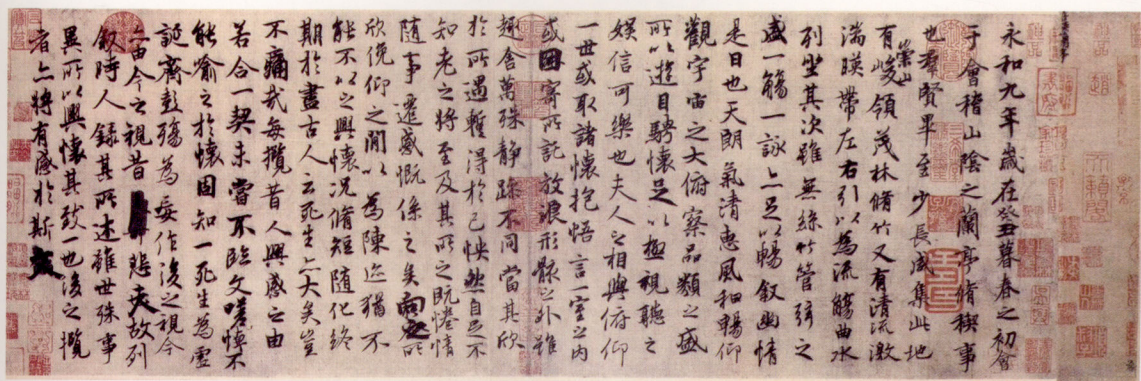 永和九年歲在癸丑暮春之初會
于會稽山陰之蘭亭脩稧事
也羣賢畢至少長咸集此地
有崇山峻領茂林脩竹又有清流激
湍暎帶左右引以為流觴曲水
列坐其次雖無絲竹管弦之
盛一觴一詠亦足以暢敘幽情
是日也天朗氣清惠風和暢仰
觀宇宙之大俯察品類之盛
所以遊目騁懷足以極視聽之
娛信可樂也夫人之相與俯仰
一世或取諸懷抱悟言一室之內
或因寄所託放浪形骸之外雖
趣舍萬殊靜躁不同當其欣
於所遇蹔得於己怏然自足不
知老之將至及其所之既惓情
隨事遷感慨係之矣向之所
欣俛仰之閒以為陳迹猶不
能不以之興懷況脩短隨化終
期於盡古人云死生亦大矣豈
不痛哉每攬昔人興感之由
若合一契未嘗不臨文嗟悼不
能喻之於懷固知一死生為虛
誕齊彭殤為妄作後之視今
亦由今之視昔悲夫故列
敘時人錄其所述雖世殊事
異所以興懷其致一也後之攬
者亦將有感於斯文